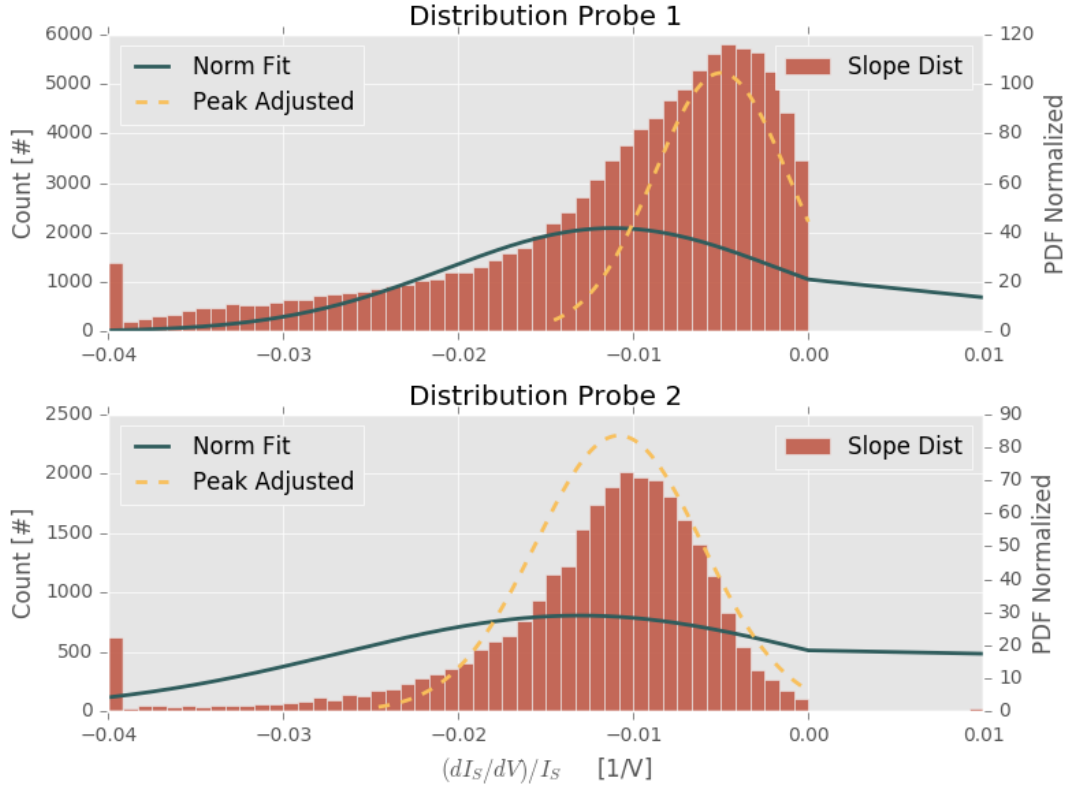 Distribution Probe 1
Norm Fit
Peak Adjusted
Slope Dist
Count [#]
6000
5000
4000
3000
2000
1000
0
PDF Normalized
120
100
80
60
40
20
0
−0.04 −0.03 −0.02 −0.01 0.00 0.01
Distribution Probe 2
Norm Fit
Peak Adjusted
Slope Dist
Count [#]
2500
2000
1500
1000
500
0
PDF Normalized
90
80
70
60
50
40
30
20
10
0
−0.04 −0.03 −0.02 −0.01 0.00 0.01
(dI_S/dV)/I_S [1/V]